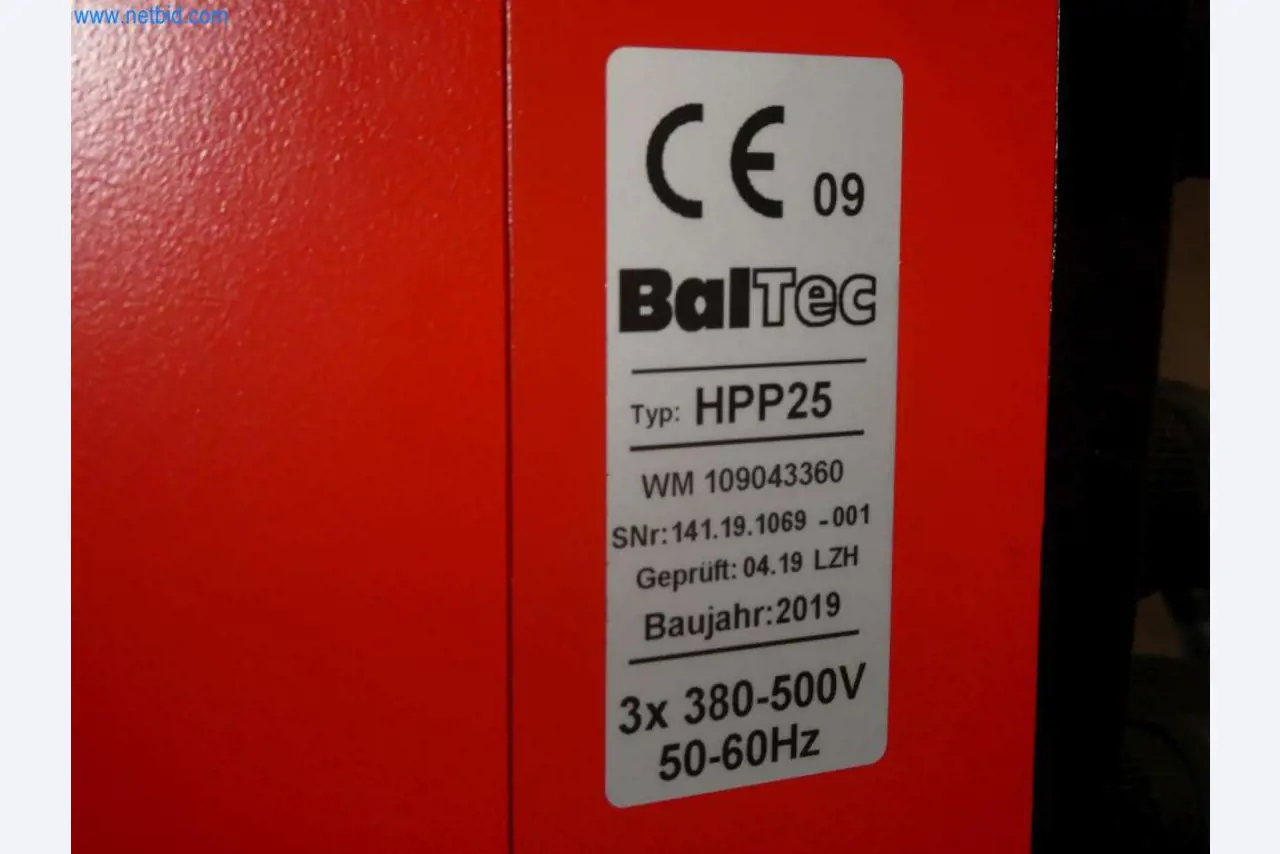 www.netbid.com
CE 09
BalTec
Typ: HPP25
WM 109043360
SNr:141.19.1069 -001
Geprüft: 04.19 LZH
Baujahr:2019
3x 380-500V
50-60Hz